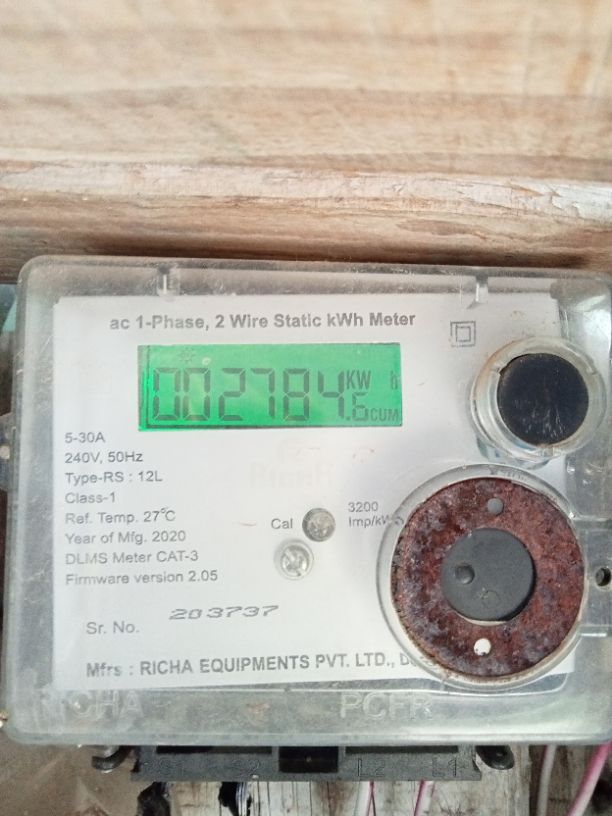 ac 1-Phase, 2 Wire Static kWh Meter
002784.6 KW h
CUM
5-30A
240V, 50Hz
Type-RS : 12L
Class-1
Ref. Temp. 27°C
Year of Mfg. 2020
DLMS Meter CAT-3
Firmware version 2.05
RICHA
Cal
3200
Imp/kWh
Sr. No. 203737
Mfrs : RICHA EQUIPMENTS PVT. LTD.,